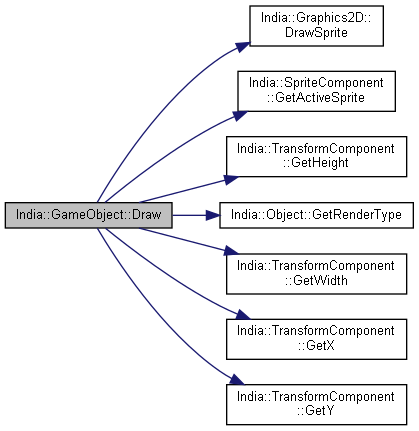 India::Graphics2D::
DrawSprite
India::SpriteComponent
::GetActiveSprite
India::TransformComponent
::GetHeight
India::GameObject::Draw
India::Object::GetRenderType
India::TransformComponent
::GetWidth
India::TransformComponent
::GetX
India::TransformComponent
::GetY